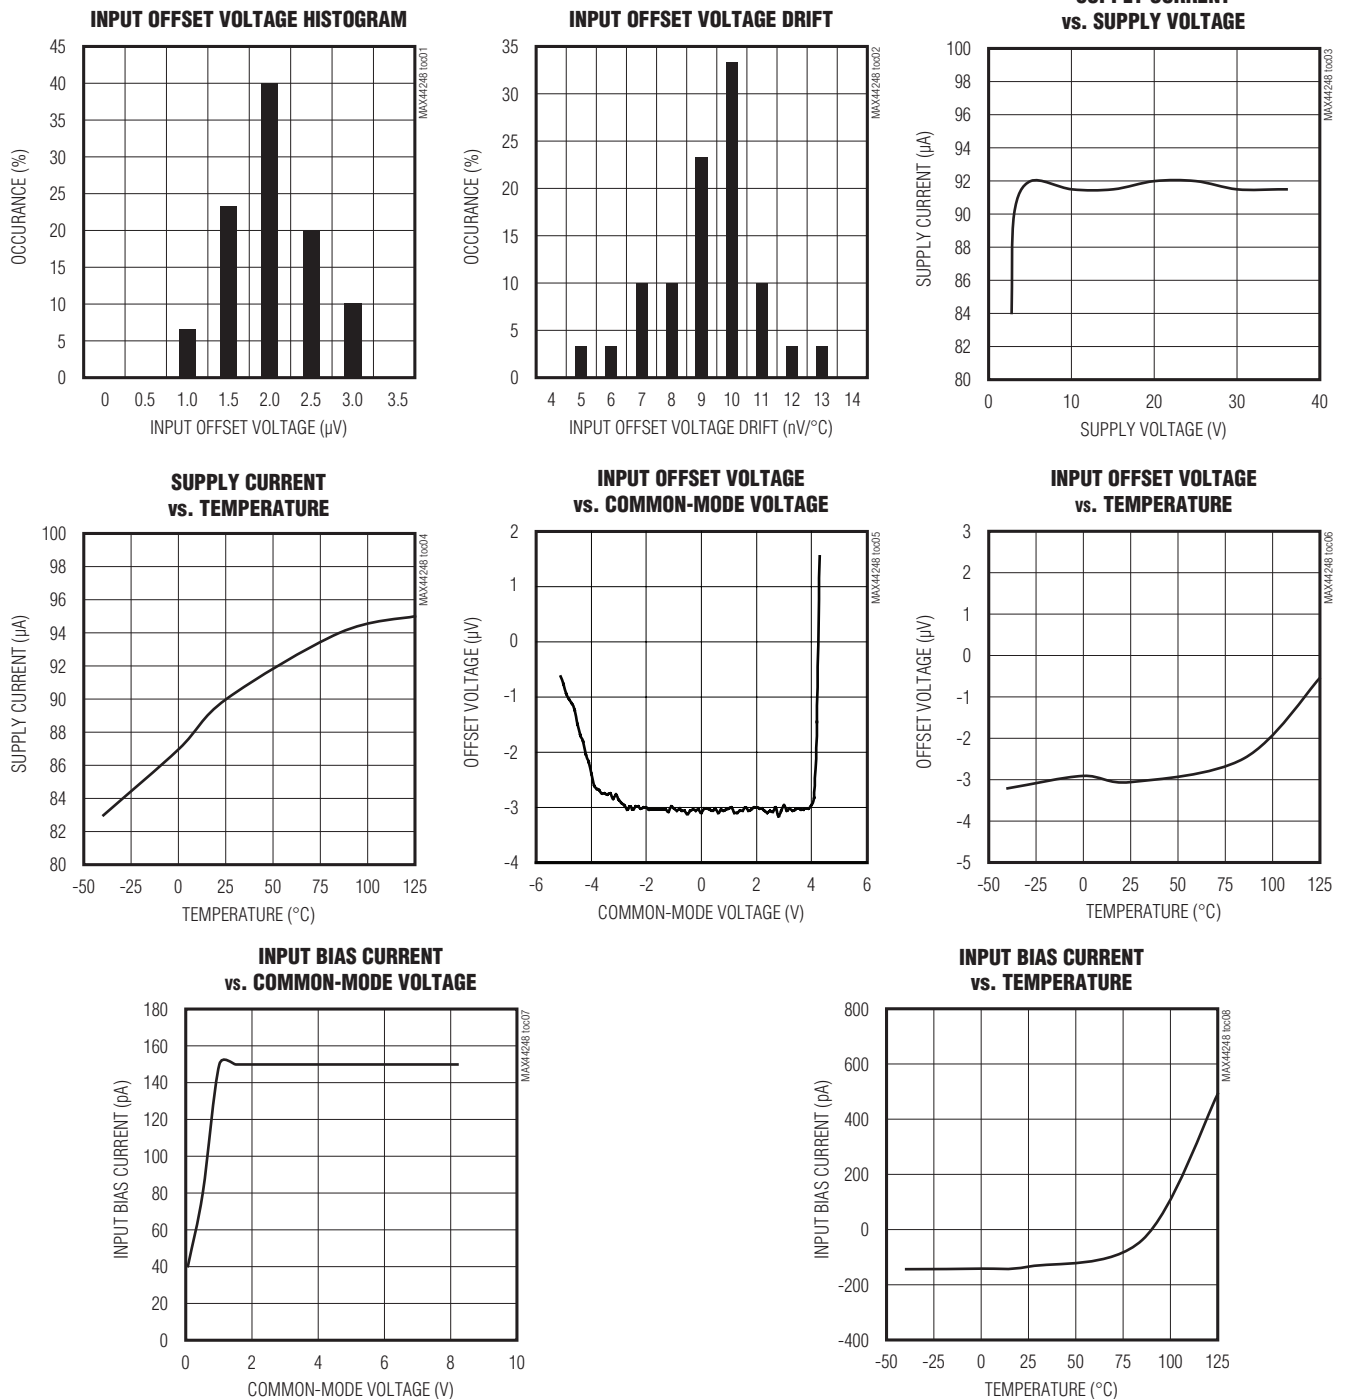 INPUT OFFSET VOLTAGE HISTOGRAM
45
40
35
30
25
20
15
10
5
0
OCCURANCE (%)
0 0.5 1.0 1.5 2.0 2.5 3.0 3.5
INPUT OFFSET VOLTAGE (µV)
MAX44248 toc01
INPUT OFFSET VOLTAGE DRIFT
35
30
25
20
15
10
5
0
OCCURANCE (%)
4 5 6 7 8 9 10 11 12 13 14
INPUT OFFSET VOLTAGE DRIFT (nV/°C)
MAX44248 toc02
SUPPLY CURRENT
vs. SUPPLY VOLTAGE
100
98
96
94
92
90
88
86
84
82
80
SUPPLY CURRENT (µA)
0 10 20 30 40
SUPPLY VOLTAGE (V)
MAX44248 toc03
SUPPLY CURRENT
vs. TEMPERATURE
100
98
96
94
92
90
88
86
84
82
80
SUPPLY CURRENT (µA)
-50 -25 0 25 50 75 100 125
TEMPERATURE (°C)
MAX44248 toc04
INPUT OFFSET VOLTAGE
vs. COMMON-MODE VOLTAGE
2
1
0
-1
-2
-3
-4
OFFSET VOLTAGE (µV)
-6 -4 -2 0 2 4 6
COMMON-MODE VOLTAGE (V)
MAX44248 toc05
INPUT OFFSET VOLTAGE
vs. TEMPERATURE
3
2
1
0
-1
-2
-3
-4
-5
OFFSET VOLTAGE (µV)
-50 -25 0 25 50 75 100 125
TEMPERATURE (°C)
MAX44248 toc06
INPUT BIAS CURRENT
vs. COMMON-MODE VOLTAGE
180
160
140
120
100
80
60
40
20
0
INPUT BIAS CURRENT (pA)
0 2 4 6 8 10
COMMON-MODE VOLTAGE (V)
MAX44248 toc07
INPUT BIAS CURRENT
vs. TEMPERATURE
800
600
400
200
0
-200
-400
INPUT BIAS CURRENT (pA)
-50 -25 0 25 50 75 100 125
TEMPERATURE (°C)
MAX44248 toc08